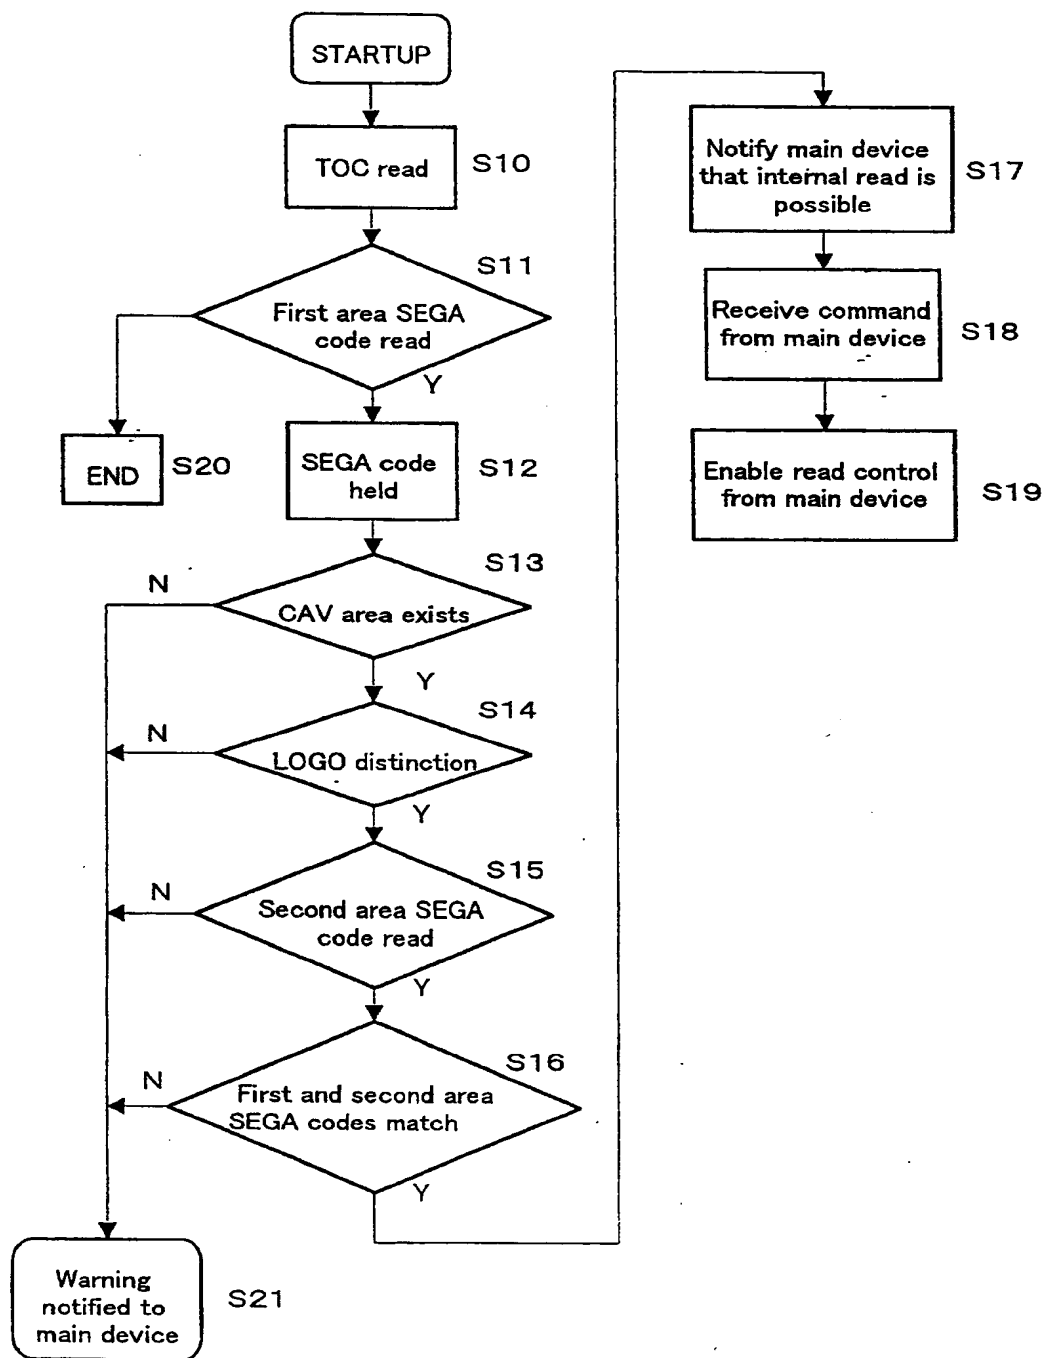 STARTUP
TOC read
S10
S11
First area SEGA
code read
Y
END
S20
SEGA code
held
S12
S13
N
CAV area exists
Y
S14
N
LOGO distinction
Y
S15
N
Second area SEGA
code read
Y
S16
N
First and second area
SEGA codes match
Y
Warning
notified to
main device
S21
Notify main device
that internal read is
possible
S17
Receive command
from main device
S18
Enable read control
from main device
S19